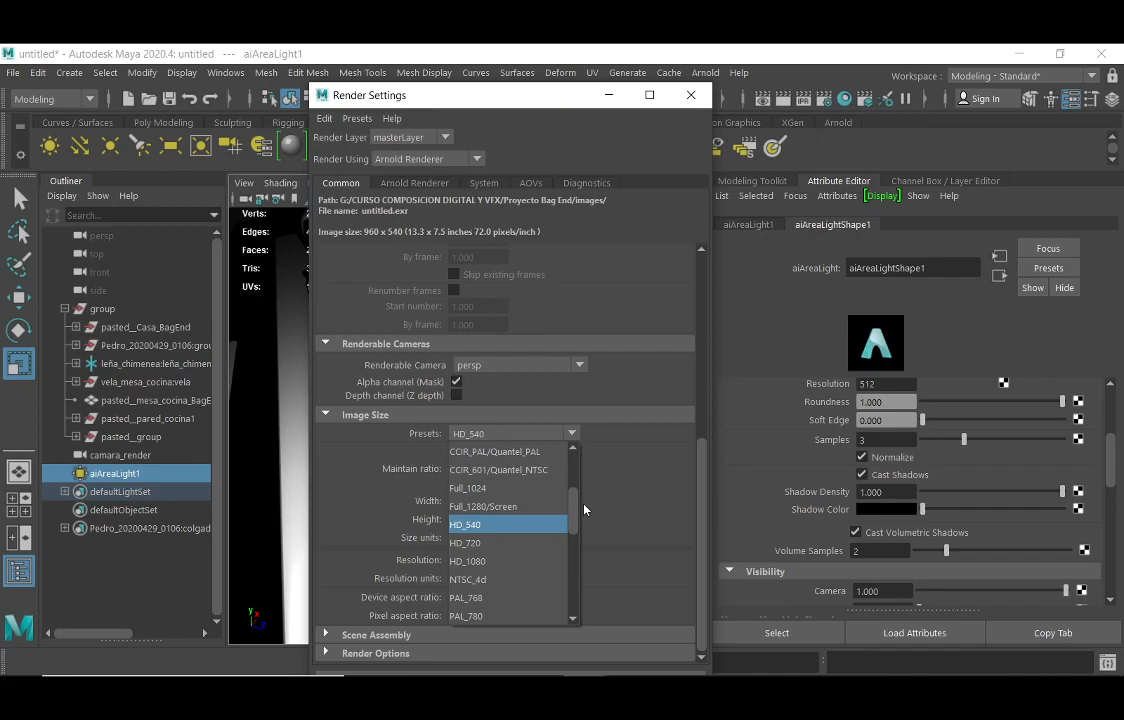 untitled* - Autodesk Maya 2020.4: untitled --- aiAreaLight1
File Edit Create Select Modify Display Windows Mesh Edit Mesh Mesh Tools Mesh Display Curves Surfaces Deform UV Generate Cache Arnold Help
Workspace : Modeling - Standard*
Modeling
Sign In
Curves / Surfaces Poly Modeling Sculpting Rigging
on Graphics XGen Arnold
Outliner
Display Show Help
Search...
persp
top
front
side
group
pasted__Casa_BagEnd
Pedro_20200429_0106:grou
leña_chimenea:leña_chimen
vela_mesa_cocina:vela
pasted__mesa_cocina_BagE
pasted__pared_cocina1
pasted__group
camara_render
aiAreaLight1
defaultLightSet
defaultObjectSet
Pedro_20200429_0106:colgad
View Shading
Verts:
Edges:
Faces:
Tris:
UVs:
y
Render Settings
Edit Presets Help
Render Layer masterLayer
Render Using Arnold Renderer
Common Arnold Renderer System AOVs Diagnostics
Path: G:/CURSO COMPOSICION DIGITAL Y VFX/Proyecto Bag End/images/
File name: untitled.exr
Image size: 960 x 540 (13.3 x 7.5 inches 72.0 pixels/inch )
By frame: 1.000
Skip existing frames
Renumber frames
Start number: 1.000
By frame: 1.000
Renderable Cameras
Renderable Camera persp
Alpha channel (Mask)
Depth channel (Z depth)
Image Size
Presets: HD_540
Maintain ratio:
Width:
Height:
Size units:
Resolution:
Resolution units:
Device aspect ratio:
Pixel aspect ratio:
CCIR_PAL/Quantel_PAL
CCIR_601/Quantel_NTSC
Full_1024
Full_1280/Screen
HD_540
HD_720
HD_1080
NTSC_4d
PAL_768
PAL_780
Scene Assembly
Render Options
Modeling Toolkit Attribute Editor Channel Box / Layer Editor
List Selected Focus Attributes Display Show Help
aiAreaLight1 aiAreaLightShape1
aiAreaLight: aiAreaLightShape1
Focus
Presets
Show Hide
Resolution 512
Roundness 1.000
Soft Edge 0.000
Samples 3
Normalize
Cast Shadows
Shadow Density 1.000
Shadow Color
Cast Volumetric Shadows
Volume Samples 2
Visibility
Camera 1.000
Select Load Attributes Copy Tab